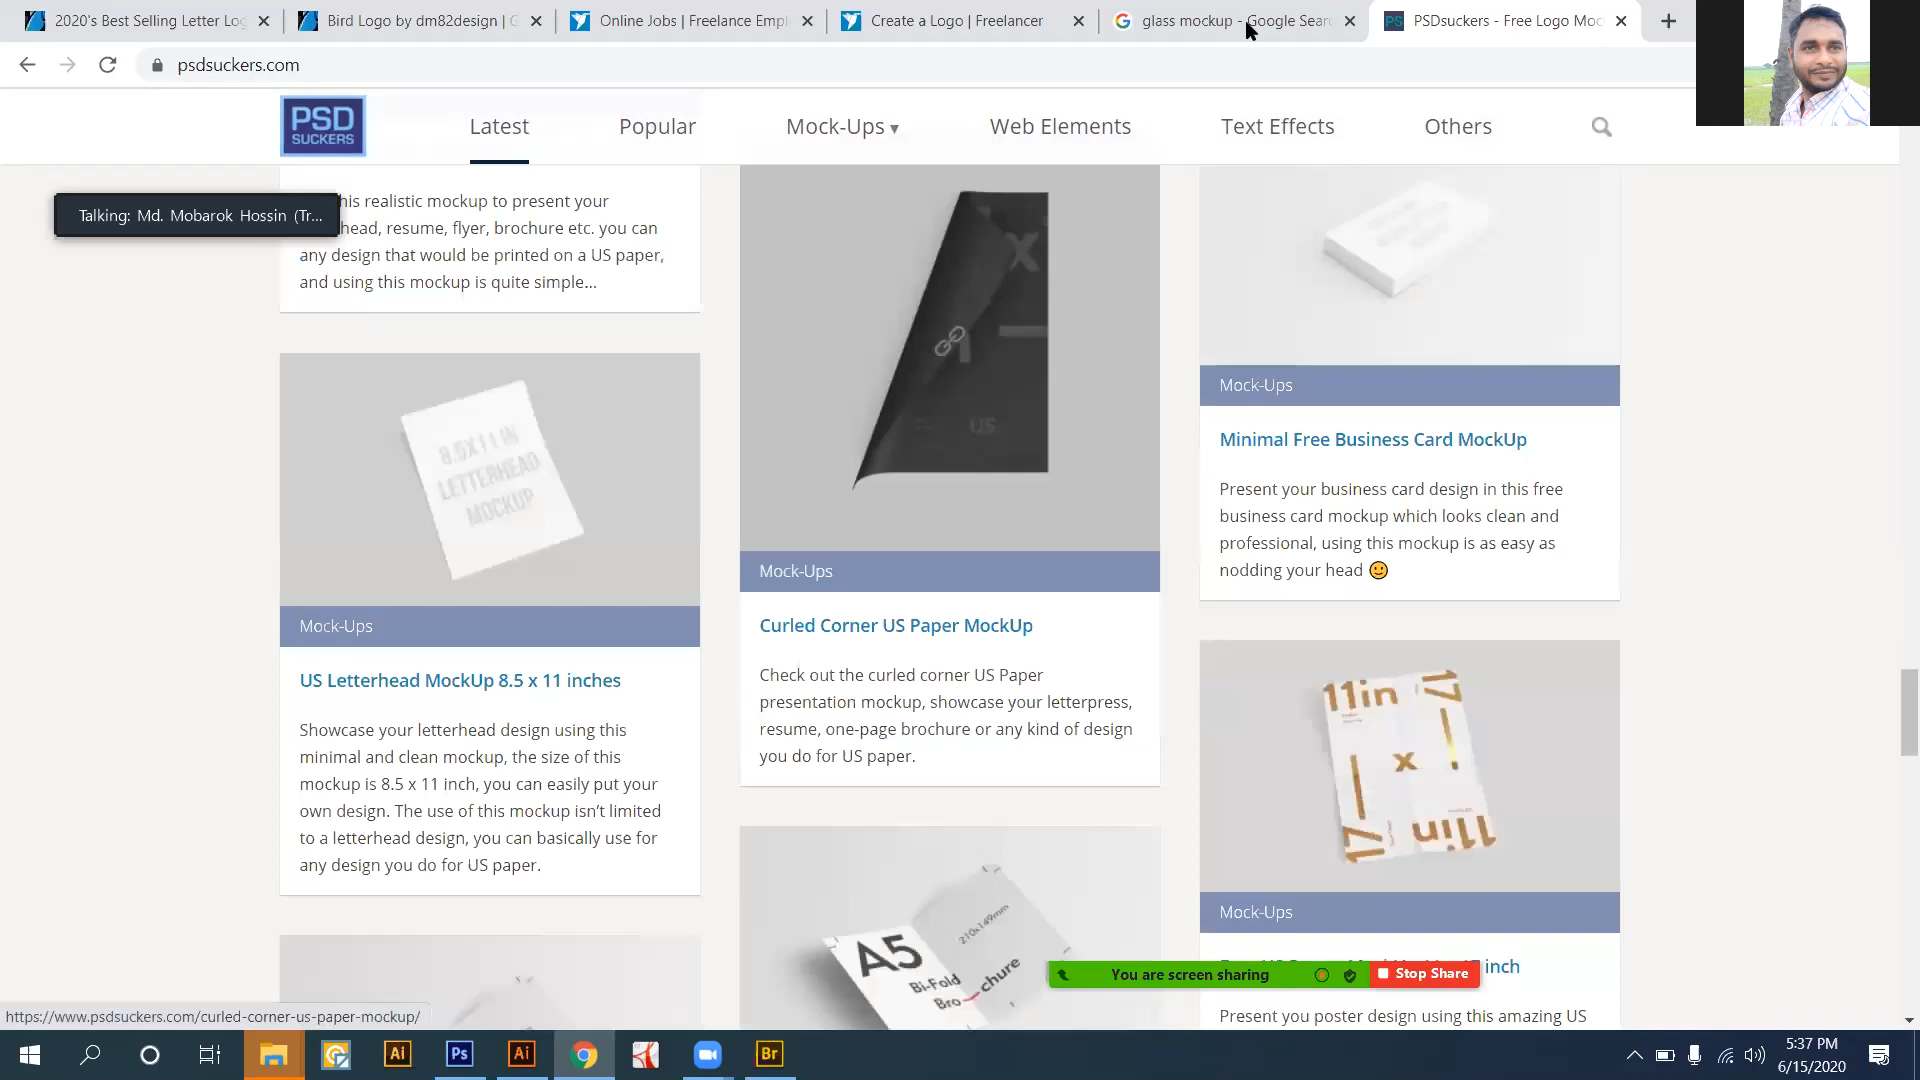 2020's Best Selling Letter Log
Bird Logo by dm82design | G
Online Jobs | Freelance Empl
Create a Logo | Freelancer
glass mockup - Google Sear
PSDsuckers - Free Logo Moc
psdsuckers.com
PSD
SUCKERS
Latest
Popular
Mock-Ups ▾
Web Elements
Text Effects
Others
Talking: Md. Mobarok Hossin (Tr...
his realistic mockup to present your
head, resume, flyer, brochure etc. you can
any design that would be printed on a US paper,
and using this mockup is quite simple...
8.5X11 IN
LETTERHEAD
MOCKUP
Mock-Ups
US Letterhead MockUp 8.5 x 11 inches
Showcase your letterhead design using this
minimal and clean mockup, the size of this
mockup is 8.5 x 11 inch, you can easily put your
own design. The use of this mockup isn't limited
to a letterhead design, you can basically use for
any design you do for US paper.
x
US
Mock-Ups
Curled Corner US Paper MockUp
Check out the curled corner US Paper
presentation mockup, showcase your letterpress,
resume, one-page brochure or any kind of design
you do for US paper.
A5
Bi-Fold
Bro chure
210x149mm
Mock-Ups
Minimal Free Business Card MockUp
Present your business card design in this free
business card mockup which looks clean and
professional, using this mockup is as easy as
nodding your head 🙂
11in
17
x
17
11in
Mock-Ups
inch
Present you poster design using this amazing US
You are screen sharing
Stop Share
https://www.psdsuckers.com/curled-corner-us-paper-mockup/
Ai
Ps
Ai
Br
5:37 PM
6/15/2020